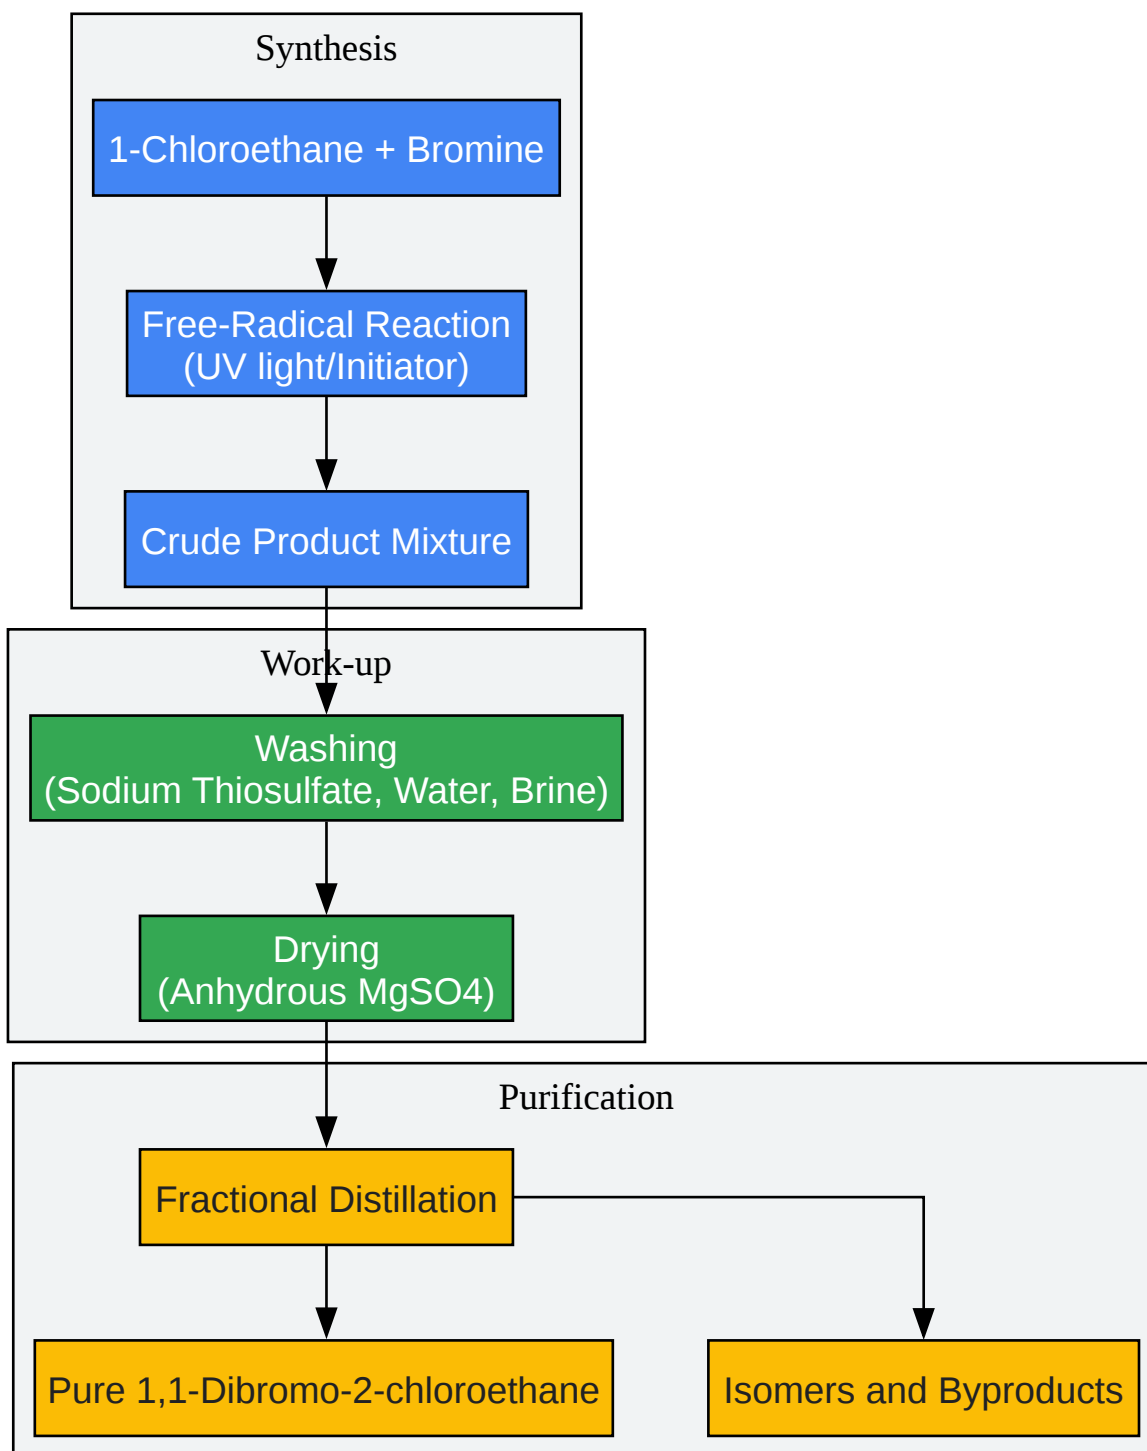 Synthesis
1-Chloroethane + Bromine
Free-Radical Reaction
(UV light/Initiator)
Crude Product Mixture
Work-up
Washing
(Sodium Thiosulfate, Water, Brine)
Drying
(Anhydrous MgSO4)
Purification
Fractional Distillation
Pure 1,1-Dibromo-2-chloroethane
Isomers and Byproducts